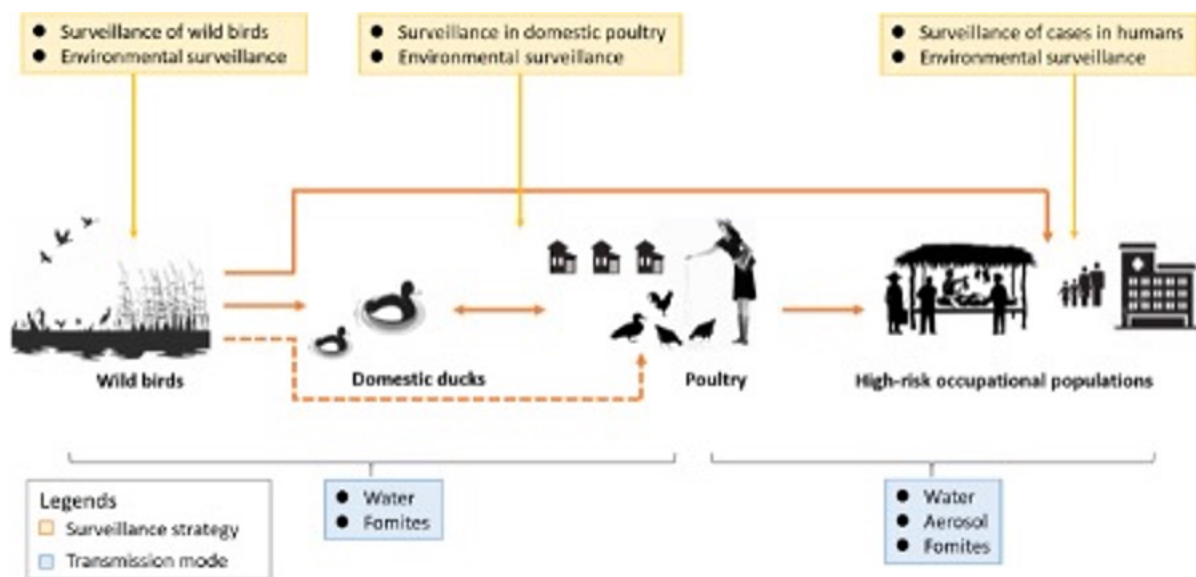 ● Surveillance of wild birds
● Environmental surveillance
● Surveillance in domestic poultry
● Environmental surveillance
● Surveillance of cases in humans
● Environmental surveillance
Wild birds
Domestic ducks
Poultry
High-risk occupational populations
Legends
Surveillance strategy
Transmission mode
● Water
● Fomites
● Water
● Aerosol
● Fomites